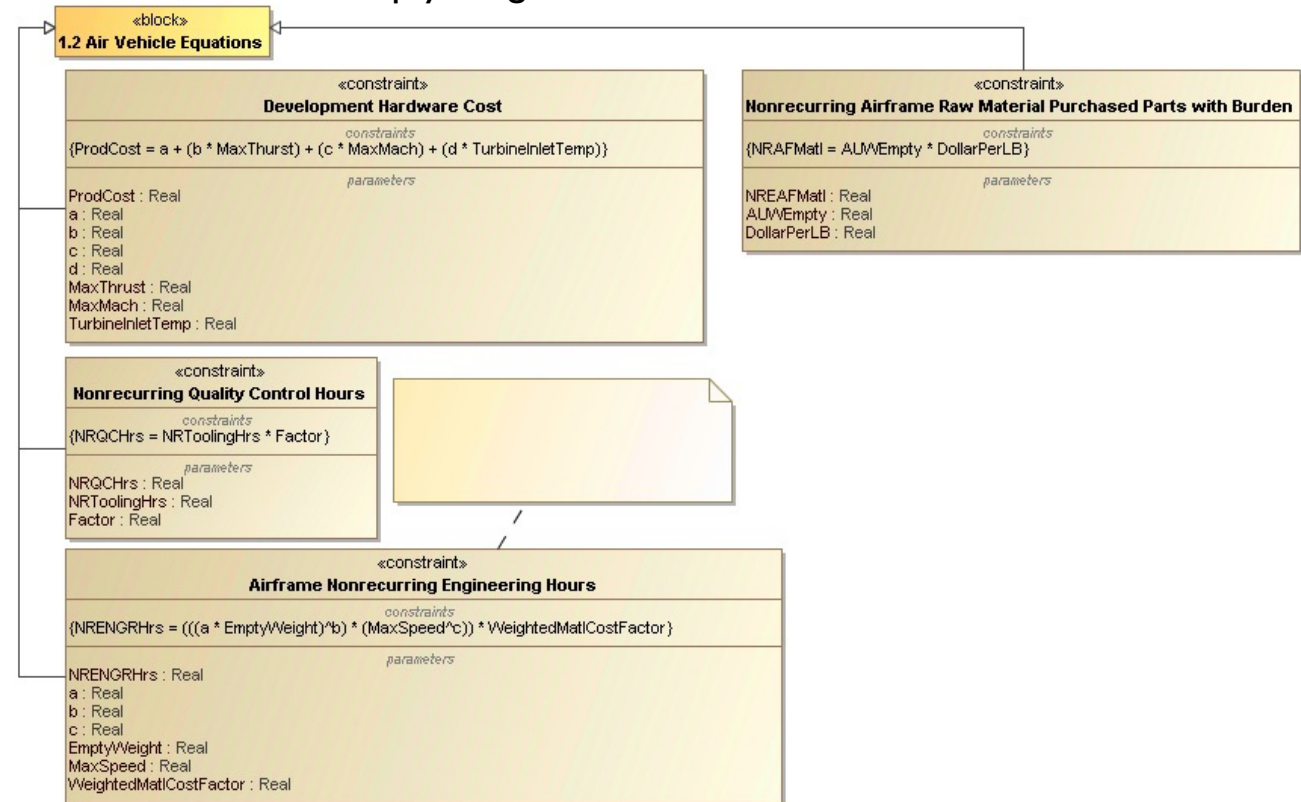 «block»
1.2 Air Vehicle Equations
«constraint»
Development Hardware Cost
constraints
{ProdCost = a + (b * MaxThurst) + (c * MaxMach) + (d * TurbineInletTemp)}
parameters
ProdCost : Real
a : Real
b : Real
c : Real
d : Real
MaxThrust : Real
MaxMach : Real
TurbineInletTemp : Real
«constraint»
Nonrecurring Airframe Raw Material Purchased Parts with Burden
constraints
{NRAFMatl = AUWEmpty * DollarPerLB}
parameters
NREAFMatl : Real
AUWEmpty : Real
DollarPerLB : Real
«constraint»
Nonrecurring Quality Control Hours
constraints
{NRQCHrs = NRToolingHrs * Factor}
parameters
NRQCHrs : Real
NRToolingHrs : Real
Factor : Real
«constraint»
Airframe Nonrecurring Engineering Hours
constraints
{NRENGRHrs = (((a * EmptyWeight)^b) * (MaxSpeed^c)) * WeightedMatlCostFactor}
parameters
NRENGRHrs : Real
a : Real
b : Real
c : Real
EmptyWeight : Real
MaxSpeed : Real
WeightedMatlCostFactor : Real